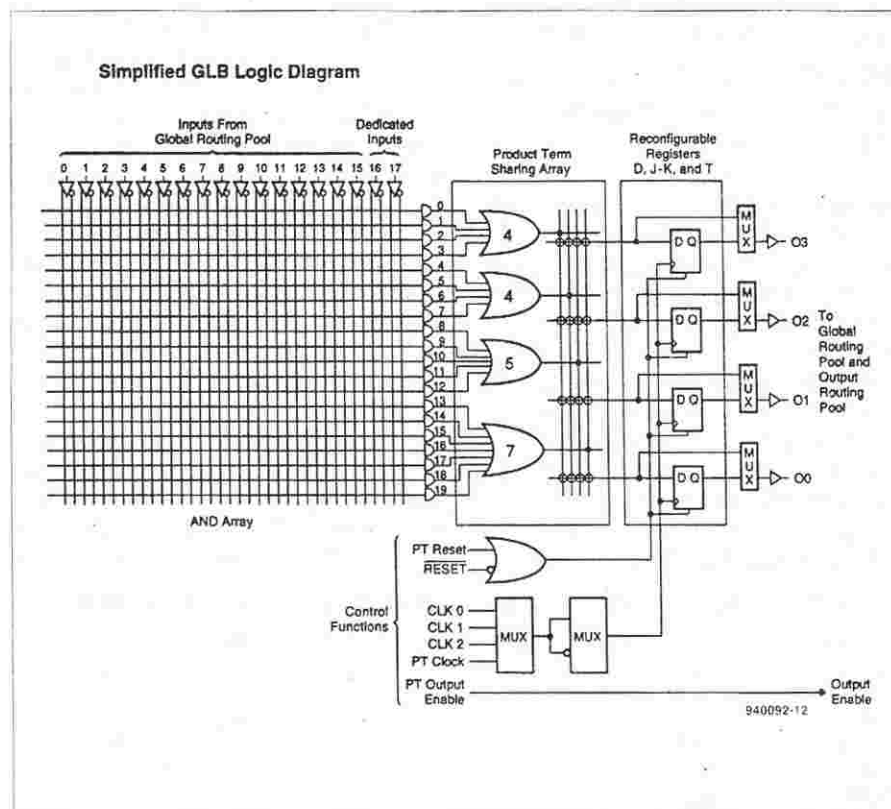 Simplified GLB Logic Diagram
Inputs From
Global Routing Pool
Dedicated
Inputs
0 1 2 3 4 5 6 7 8 9 10 11 12 13 14 15 16 17
Product Term
Sharing Array
Reconfigurable
Registers
D, J-K, and T
0
1
2
3
4
5
6
7
8
9
10
11
12
13
14
15
16
17
18
19
4
4
5
7
D Q
MUX
O3
D Q
MUX
O2
D Q
MUX
O1
D Q
MUX
O0
To
Global
Routing
Pool and
Output
Routing
Pool
AND Array
Control
Functions
PT Reset
RESET
CLK 0
CLK 1
CLK 2
PT Clock
MUX
MUX
PT Output
Enable
Output
Enable
940092-12